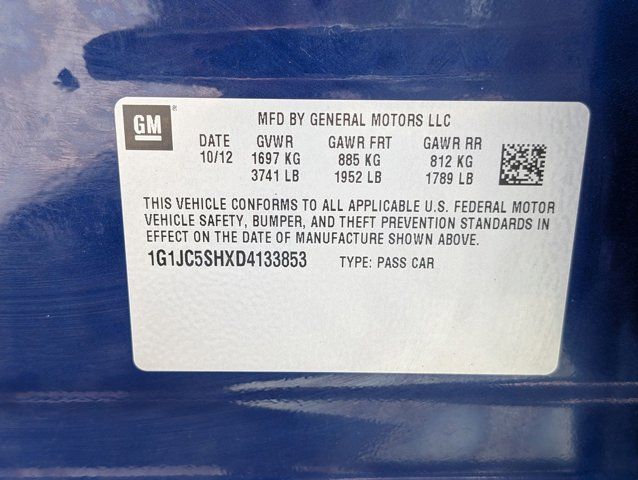 GM
MFD BY GENERAL MOTORS LLC
DATE GVWR GAWR FRT GAWR RR
10/12 1697 KG 885 KG 812 KG
3741 LB 1952 LB 1789 LB
THIS VEHICLE CONFORMS TO ALL APPLICABLE U.S. FEDERAL MOTOR
VEHICLE SAFETY, BUMPER, AND THEFT PREVENTION STANDARDS IN
EFFECT ON THE DATE OF MANUFACTURE SHOWN ABOVE.
1G1JC5SHXD4133853 TYPE: PASS CAR